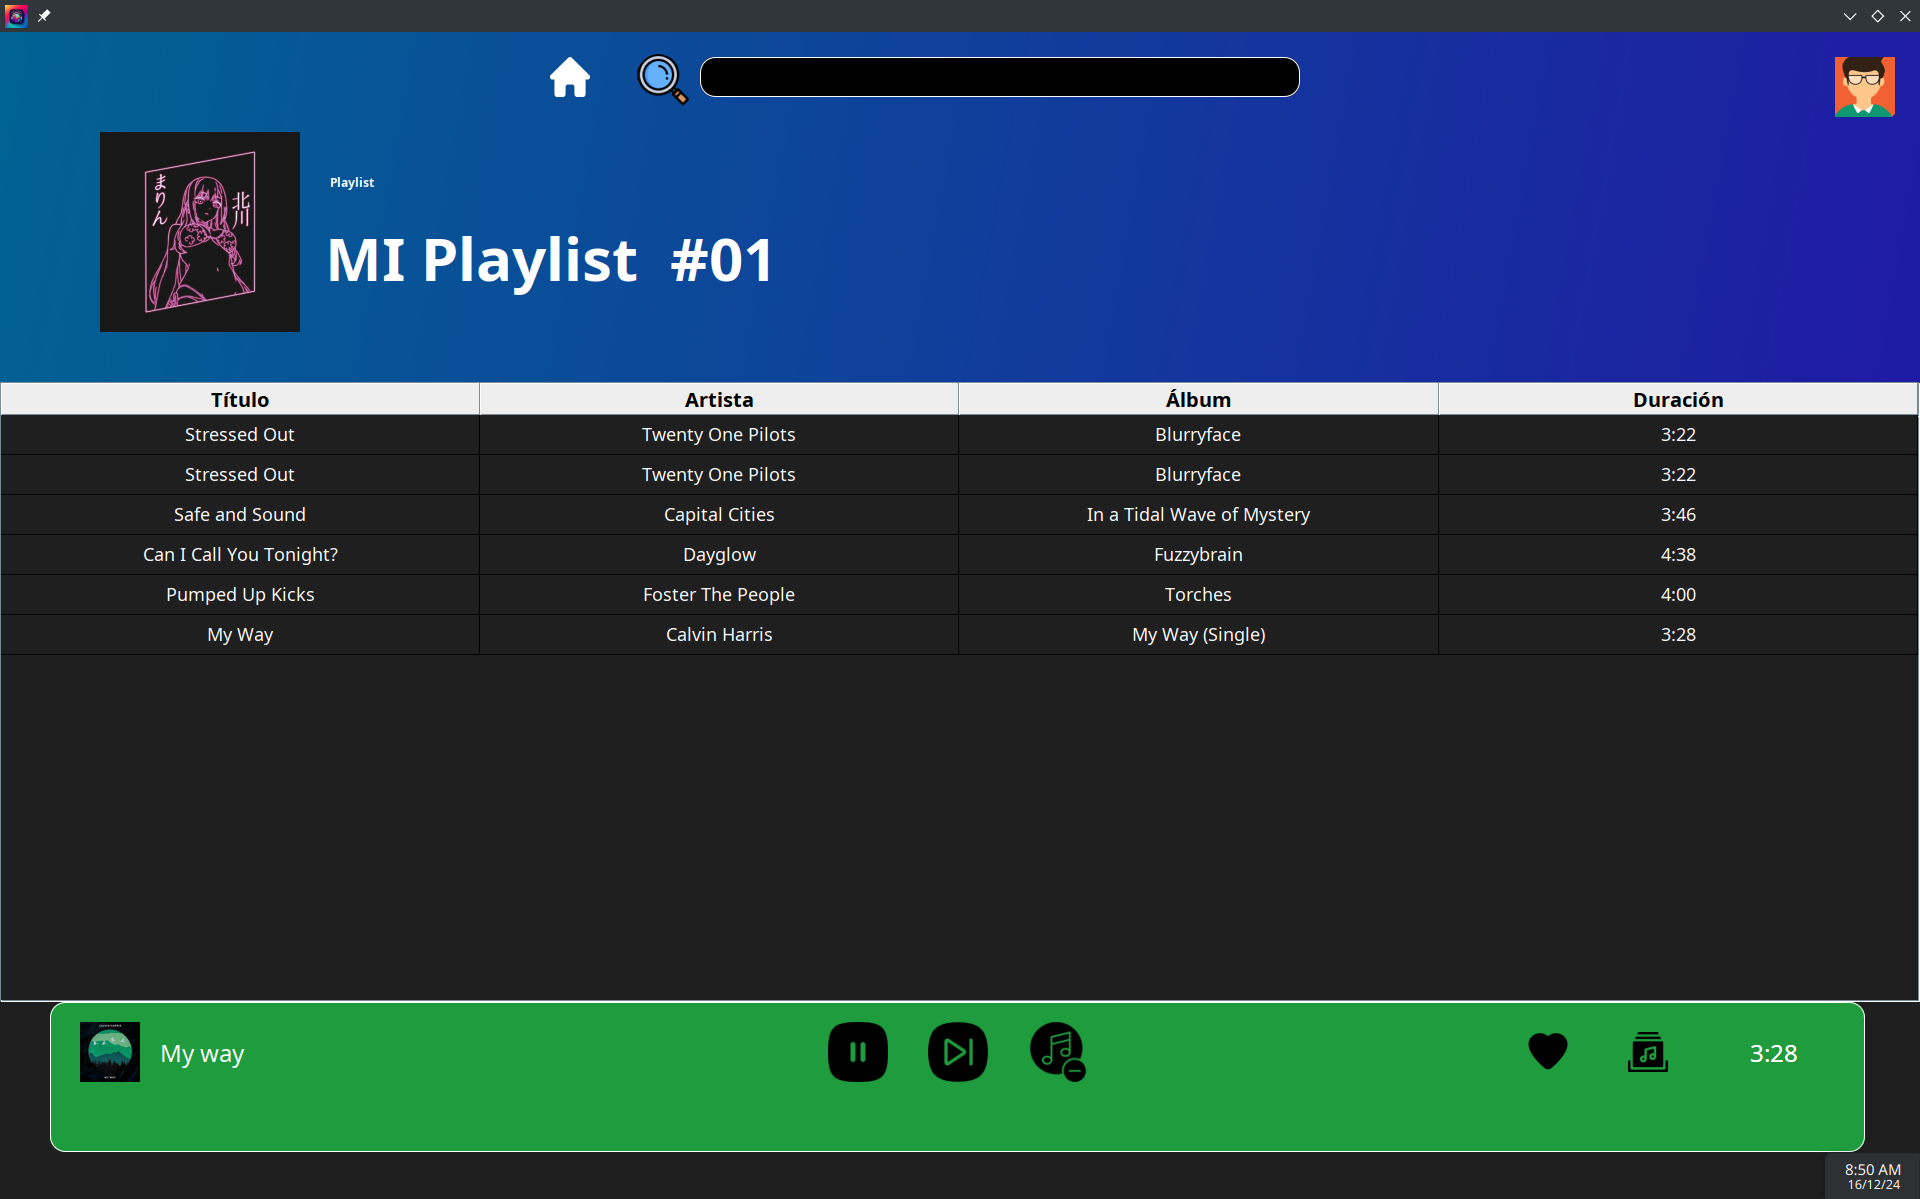 まりん
北川
Playlist
MI Playlist #01
Título Artista Álbum Duración
Stressed Out Twenty One Pilots Blurryface 3:22
Stressed Out Twenty One Pilots Blurryface 3:22
Safe and Sound Capital Cities In a Tidal Wave of Mystery 3:46
Can I Call You Tonight? Dayglow Fuzzybrain 4:38
Pumped Up Kicks Foster The People Torches 4:00
My Way Calvin Harris My Way (Single) 3:28
My way 3:28
8:50 AM
16/12/24